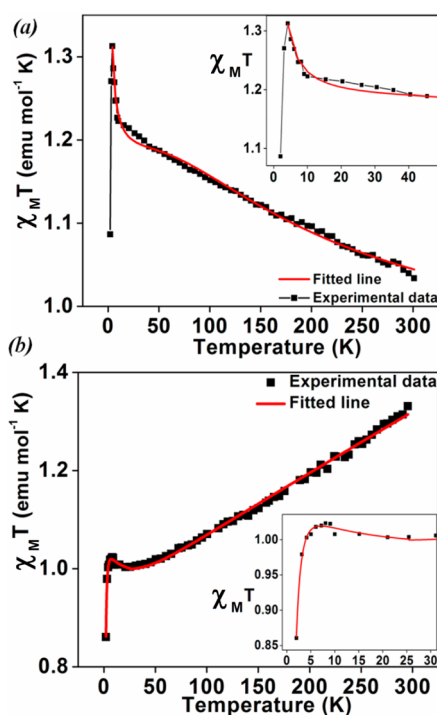 (a)
1.3
1.2
1.1
1.0
χMT (emu mol-1 K)
0 50 100 150 200 250 300
Temperature (K)
Fitted line
Experimental data
χMT
1.3
1.2
1.1
0 10 20 30 40
(b)
1.4
1.2
1.0
0.8
χMT (emu mol-1 K)
0 50 100 150 200 250 300
Temperature (K)
Experimental data
Fitted line
χMT
1.00
0.95
0.90
0.85
0 5 10 15 20 25 30